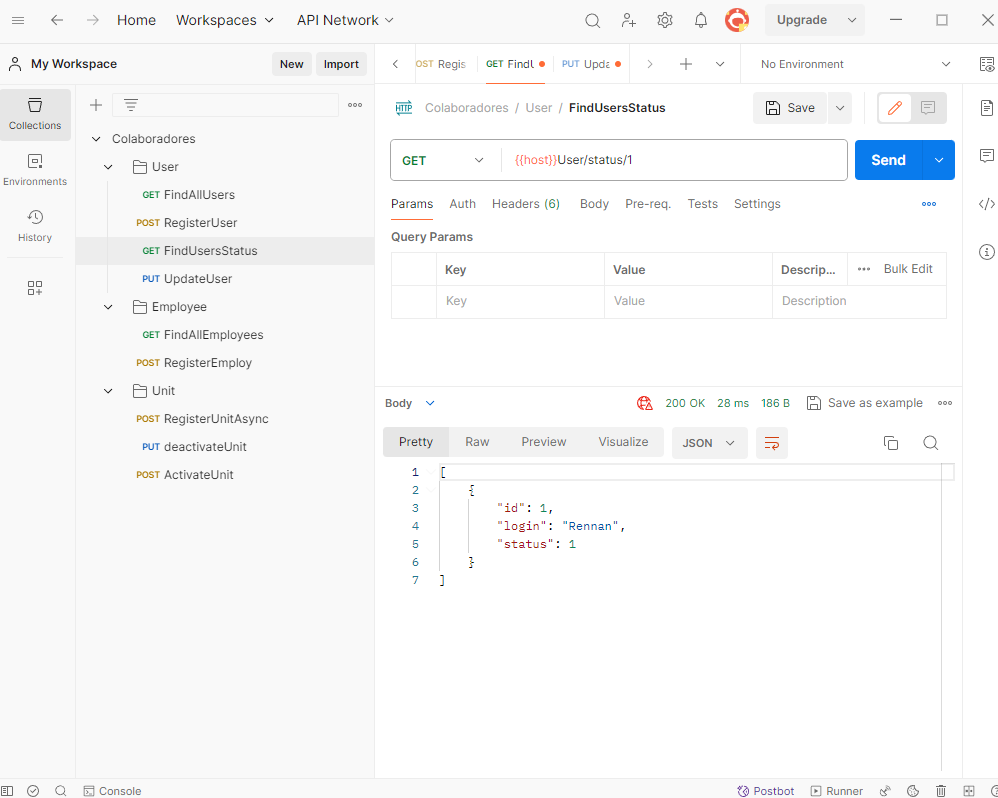 Home Workspaces API Network Upgrade
My Workspace New Import
OST Regis GET FindU PUT Upda No Environment
Collections
Environments
History
Colaboradores
User
GET FindAllUsers
POST RegisterUser
GET FindUsersStatus
PUT UpdateUser
Employee
GET FindAllEmployees
POST RegisterEmploy
Unit
POST RegisterUnitAsync
PUT deactivateUnit
POST ActivateUnit
HTTP Colaboradores / User / FindUsersStatus Save
GET {{host}}User/status/1 Send
Params Auth Headers (6) Body Pre-req. Tests Settings
Query Params
Key Value Descrip... Bulk Edit
Key Value Description
Body 200 OK 28 ms 186 B Save as example
Pretty Raw Preview Visualize JSON
1 [
2 {
3 "id": 1,
4 "login": "Rennan",
5 "status": 1
6 }
7 ]
Console Postbot Runner